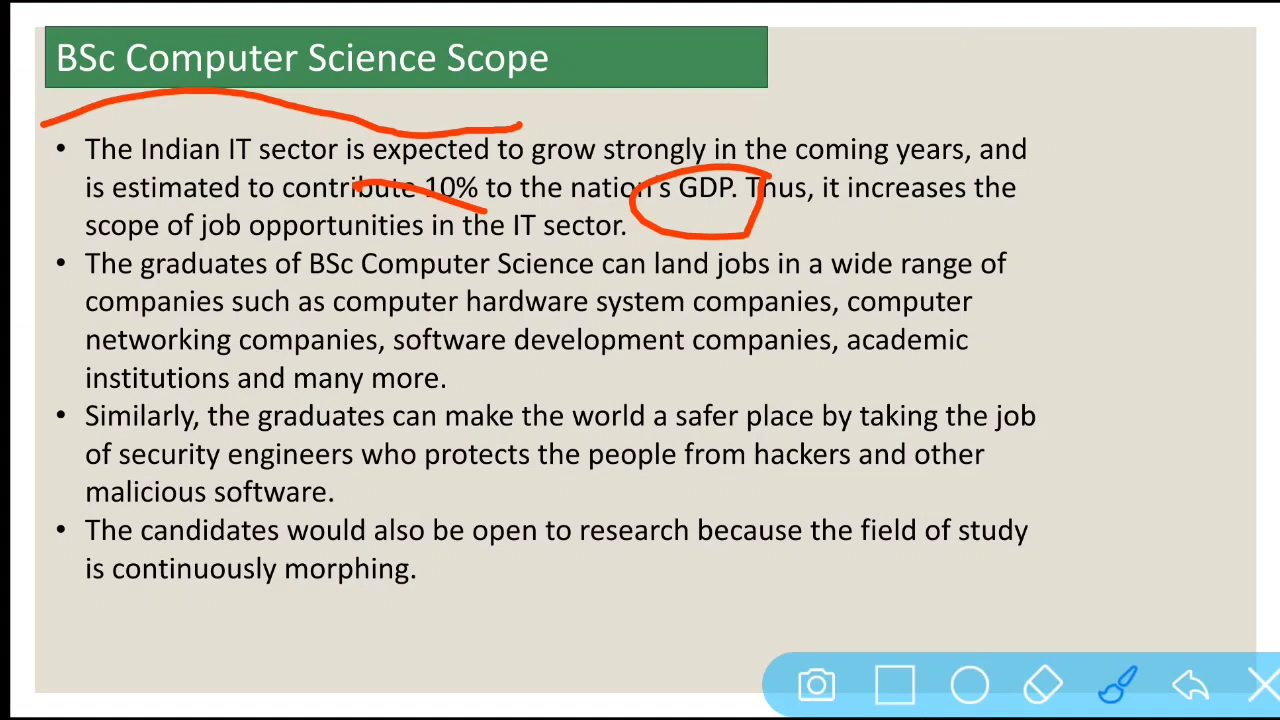 BSc Computer Science Scope
• The Indian IT sector is expected to grow strongly in the coming years, and
is estimated to contribute 10% to the nation's GDP. Thus, it increases the
scope of job opportunities in the IT sector.
• The graduates of BSc Computer Science can land jobs in a wide range of
companies such as computer hardware system companies, computer
networking companies, software development companies, academic
institutions and many more.
• Similarly, the graduates can make the world a safer place by taking the job
of security engineers who protects the people from hackers and other
malicious software.
• The candidates would also be open to research because the field of study
is continuously morphing.